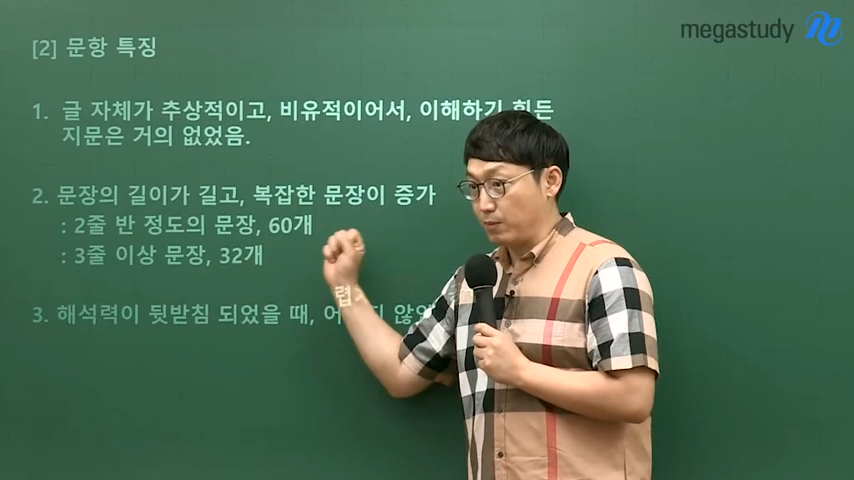 megastudy
[2] 문항 특징
1. 글 자체가 추상적이고, 비유적이어서, 이해하기 힘든
지문은 거의 없었음.
2. 문장의 길이가 길고, 복잡한 문장이 증가
: 2줄 반 정도의 문장, 60개
: 3줄 이상 문장, 32개
3. 해석력이 뒷받침 되었을 때,